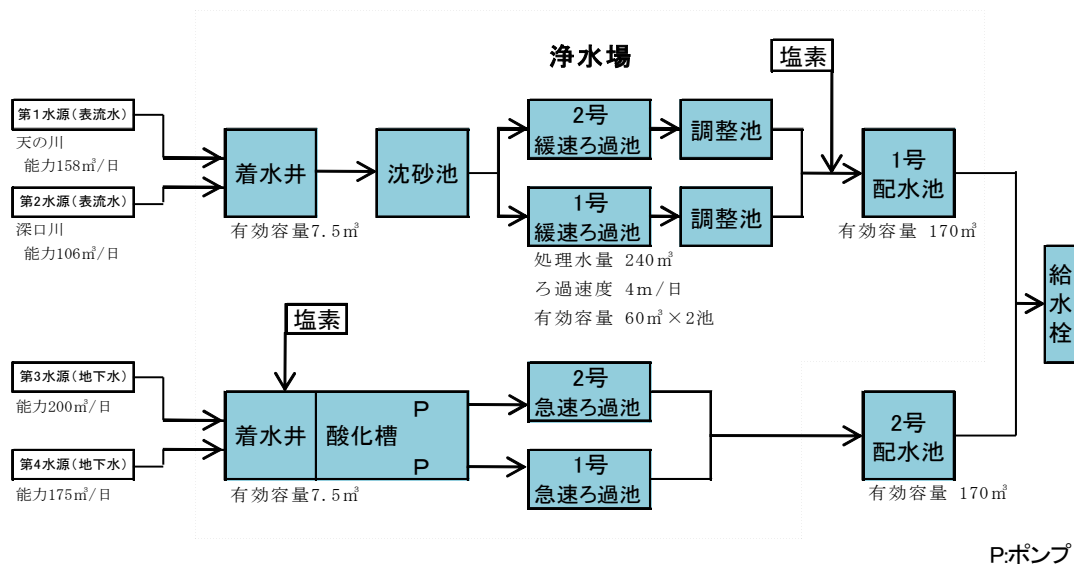 浄水場
塩素
第1水源(表流水)
天の川
能力158㎥/日
第2水源(表流水)
深口川
能力106㎥/日
着水井
有効容量7.5㎥
沈砂池
2号
緩速ろ過池
調整池
1号
緩速ろ過池
調整池
処理水量 240㎥
ろ過速度 4m/日
有効容量 60㎥×2池
1号
配水池
有効容量 170㎥
給水栓
塩素
第3水源(地下水)
能力200㎥/日
第4水源(地下水)
能力175㎥/日
着水井
酸化槽
P
P
有効容量7.5㎥
2号
急速ろ過池
1号
急速ろ過池
2号
配水池
有効容量 170㎥
P:ポンプ